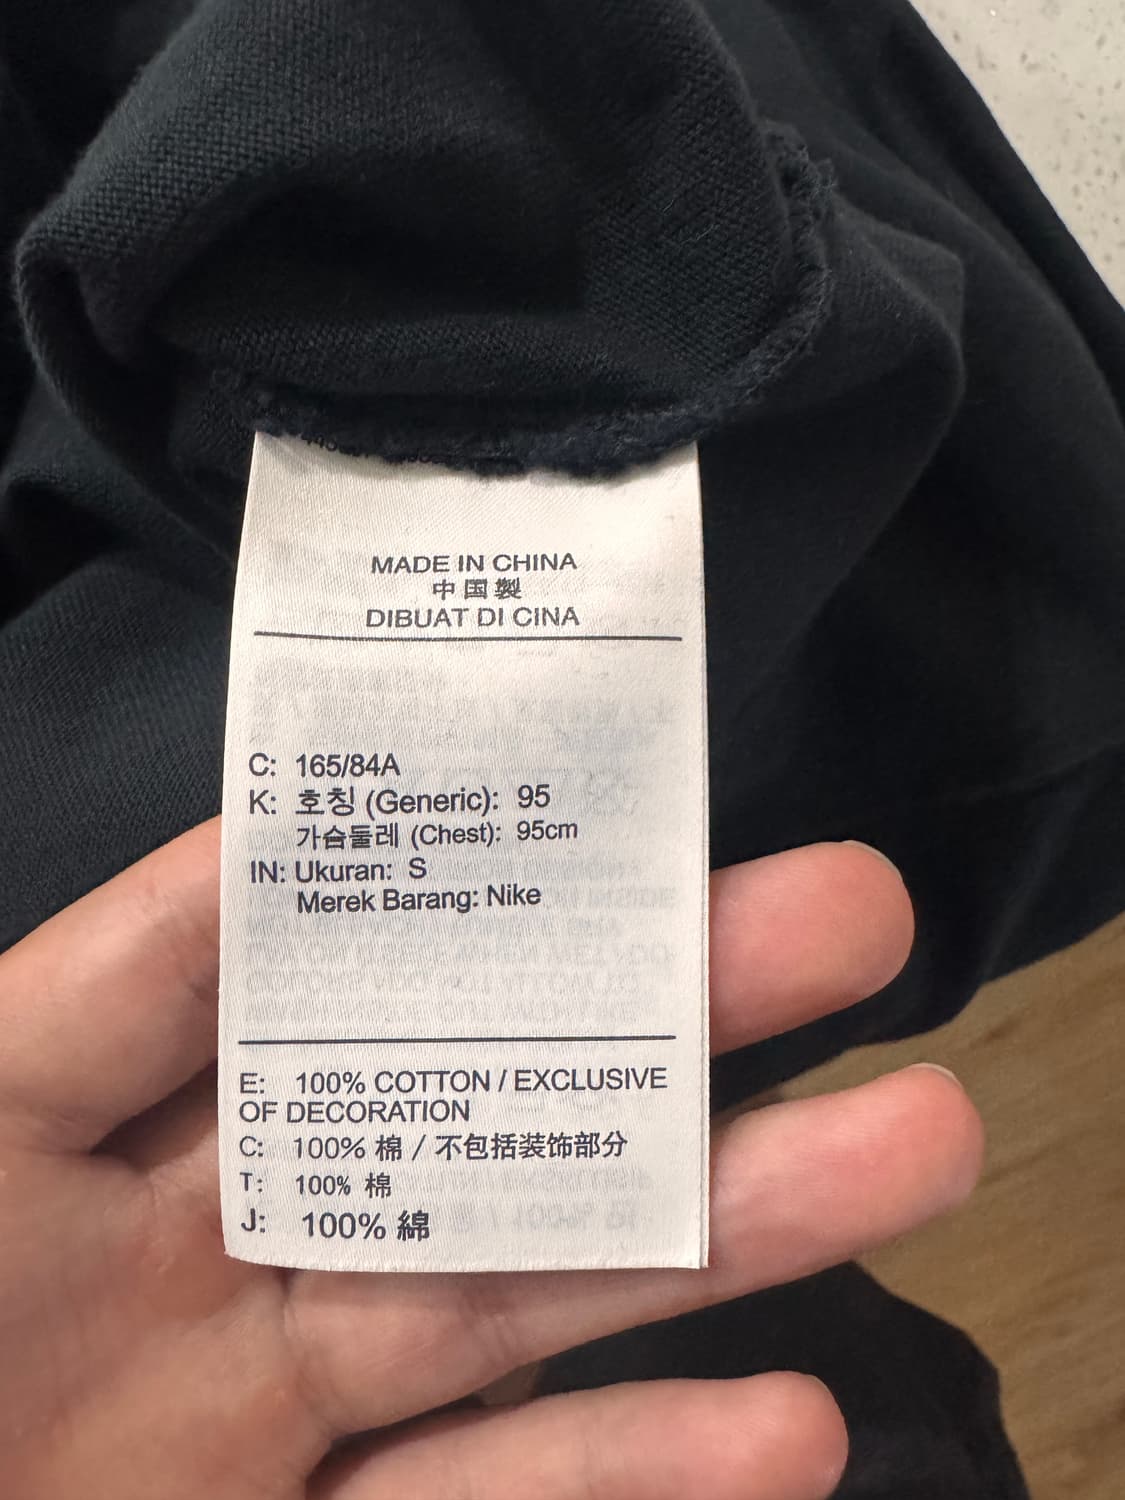 MADE IN CHINA
中国製
DIBUAT DI CINA
C: 165/84A
K: 호칭 (Generic): 95
가슴둘레 (Chest): 95cm
IN: Ukuran: S
Merek Barang: Nike
E: 100% COTTON / EXCLUSIVE
OF DECORATION
C: 100% 棉 / 不包括装饰部分
T: 100% 棉
J: 100% 綿